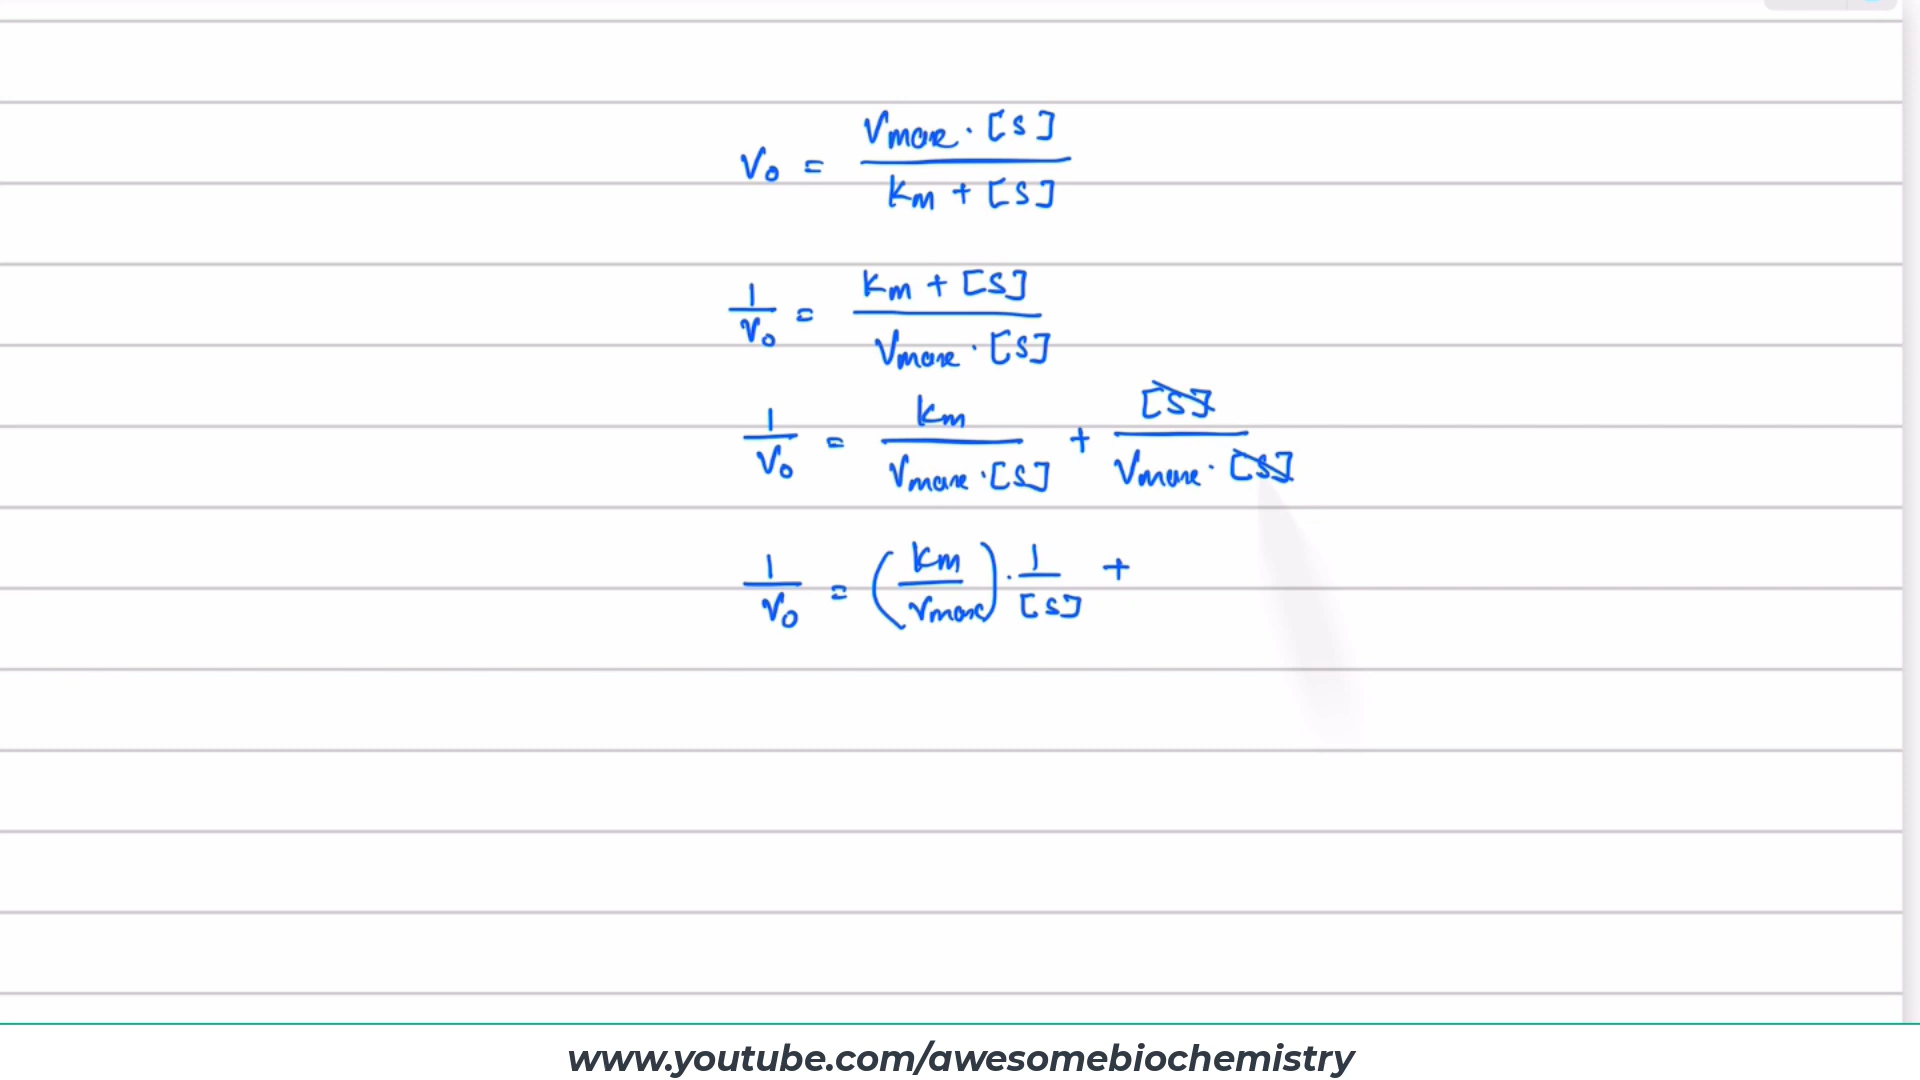 V₀ = Vmax · [S] / Km + [S]
1/V₀ = Km + [S] / Vmax · [S]
1/V₀ = Km / Vmax · [S] + [S] / Vmax · [S]
1/V₀ = (Km / Vmax) · 1/[S] +
www.youtube.com/awesomebiochemistry